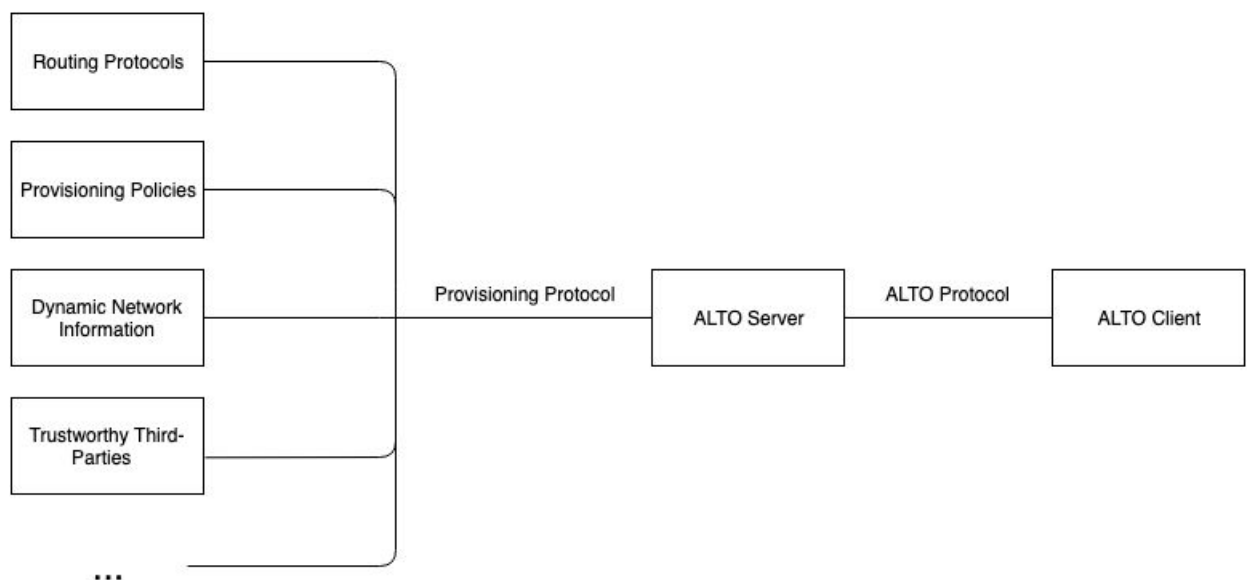 Routing Protocols
Provisioning Policies
Dynamic Network
Information
Provisioning Protocol
ALTO Server
ALTO Protocol
ALTO Client
Trustworthy Third-
Parties
...